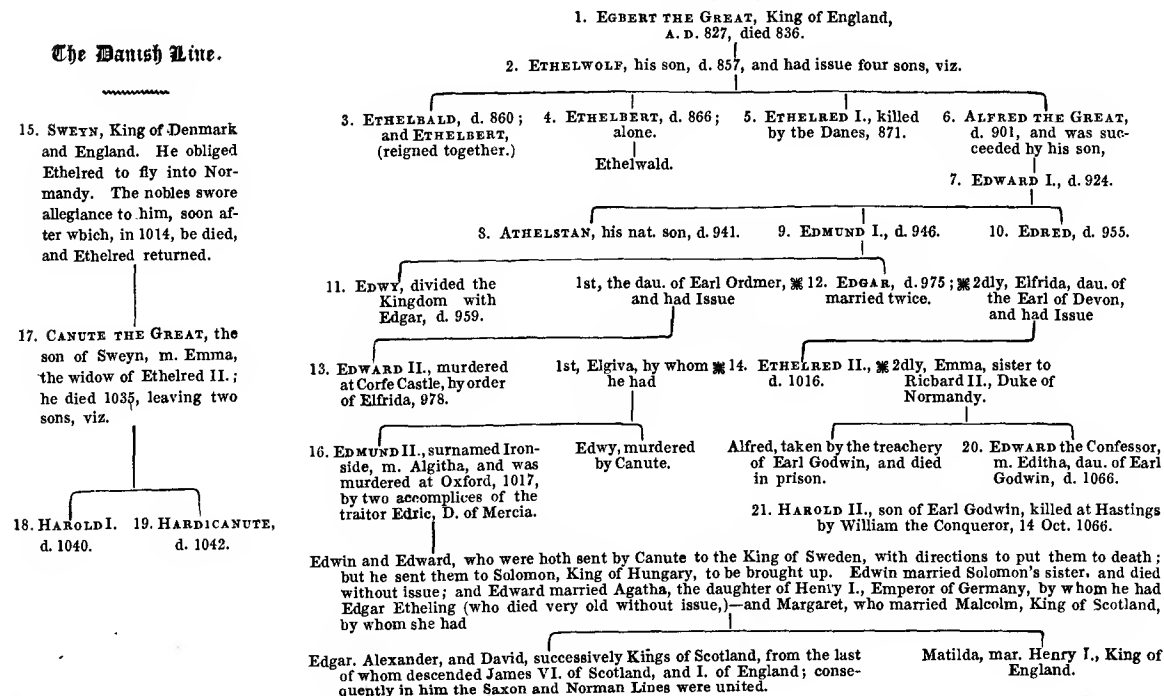 The Danish Line.
15. SWEYN, King of Denmark
and England. He obliged
Ethelred to fly into Nor-
mandy. The nobles swore
allegiance to him, soon af-
ter which, in 1014, he died,
and Ethelred returned.
17. CANUTE THE GREAT, the
son of Sweyn, m. Emma,
the widow of Ethelred II.;
he died 1035, leaving two
sons, viz.
18. HAROLD I.
d. 1040.
19. HARDICANUTE,
d. 1042.
1. EGBERT THE GREAT, King of England,
A. D. 827, died 836.
2. ETHELWOLF, his son, d. 857, and had issue four sons, viz.
3. ETHELBALD, d. 860;
and ETHELBERT,
(reigned together.)
4. ETHELBERT, d. 866;
alone.
Ethelwald.
5. ETHELRED I., killed
by the Danes, 871.
6. ALFRED THE GREAT,
d. 901, and was suc-
ceeded by his son,
7. EDWARD I., d. 924.
8. ATHELSTAN, his nat. son, d. 941.
9. EDMUND I., d. 946.
10. EDRED, d. 955.
11. EDWY, divided the
Kingdom with
Edgar, d. 959.
1st, the dau. of Earl Ordmer,
and had Issue
12. EDGAR, d. 975;
married twice.
2dly, Elfrida, dau. of
the Earl of Devon,
and had Issue
13. EDWARD II., murdered
at Corfe Castle, by order
of Elfrida, 978.
1st, Elgiva, by whom
he had
14. ETHELRED II.,
d. 1016.
2dly, Emma, sister to
Richard II., Duke of
Normandy.
16. EDMUND II., surnamed Iron-
side, m. Algitha, and was
murdered at Oxford, 1017,
by two accomplices of the
traitor Edric, D. of Mercia.
Edwy, murdered
by Canute.
Alfred, taken by the treachery
of Earl Godwin, and died
in prison.
20. EDWARD the Confessor,
m. Editha, dau. of Earl
Godwin, d. 1066.
21. HAROLD II., son of Earl Godwin, killed at Hastings
by William the Conqueror, 14 Oct. 1066.
Edwin and Edward, who were both sent by Canute to the King of Sweden, with directions to put them to death;
but he sent them to Solomon, King of Hungary, to be brought up. Edwin married Solomon's sister, and died
without issue; and Edward married Agatha, the daughter of Henry I., Emperor of Germany, by whom he had
Edgar Etheling (who died very old without issue,)—and Margaret, who married Malcolm, King of Scotland,
by whom she had
Edgar. Alexander, and David, successively Kings of Scotland, from the last
of whom descended James VI. of Scotland, and I. of England; conse-
quently in him the Saxon and Norman Lines were united.
Matilda, mar. Henry I., King of
England.